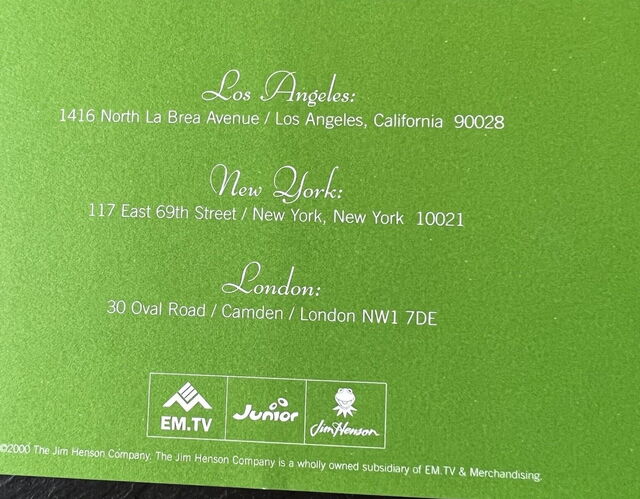 Los Angeles:
1416 North La Brea Avenue / Los Angeles, California 90028
New York:
117 East 69th Street / New York, New York 10021
London:
30 Oval Road / Camden / London NW1 7DE
EM.TV Junior Jim Henson
©2000 The Jim Henson Company. The Jim Henson Company is a wholly owned subsidiary of EM.TV & Merchandising.